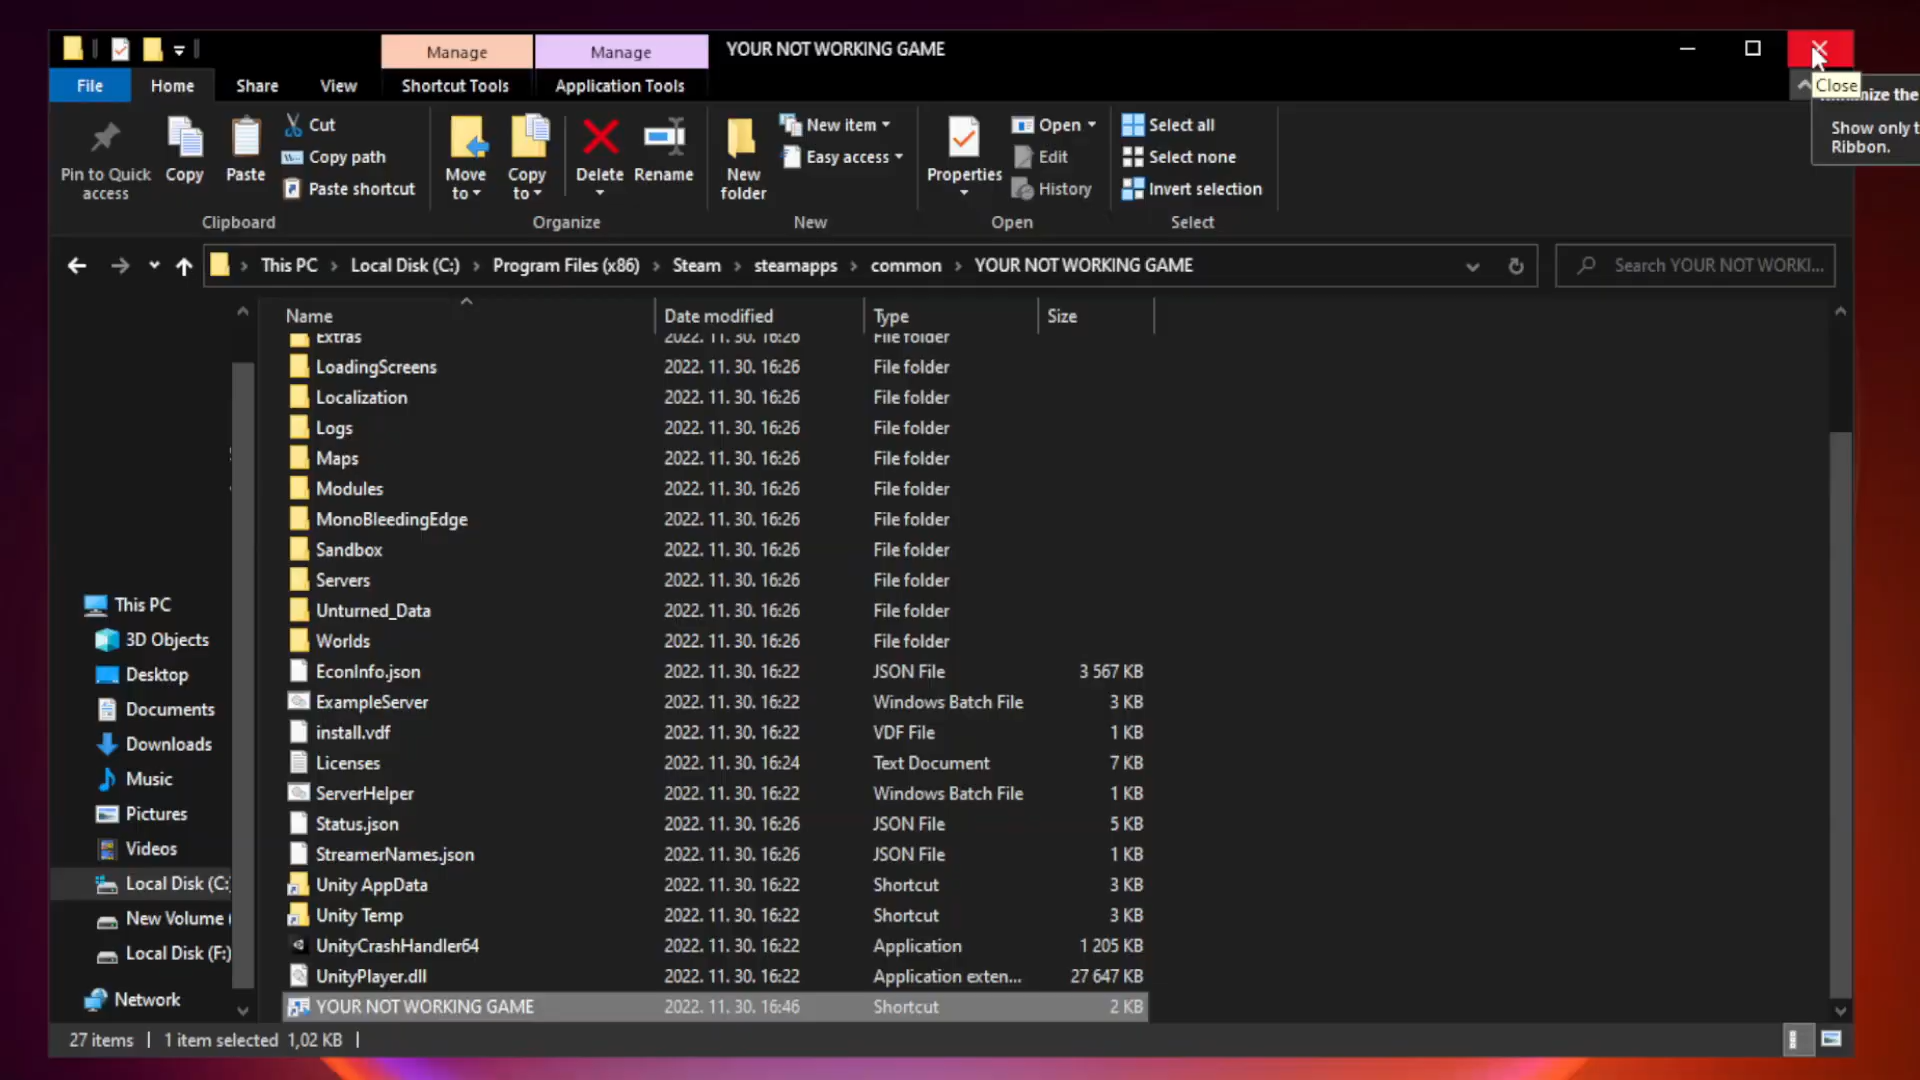 Manage
Manage
YOUR NOT WORKING GAME
File
Home
Share
View
Shortcut Tools
Application Tools
Close
the
Show only t
Ribbon.
Pin to Quick
access
Copy
Paste
Cut
Copy path
Paste shortcut
Clipboard
Move
to
Copy
to
Delete
Rename
Organize
New
folder
New item
Easy access
New
Properties
Open
Edit
History
Open
Select all
Select none
Invert selection
Select
This PC > Local Disk (C:) > Program Files (x86) > Steam > steamapps > common > YOUR NOT WORKING GAME
Search YOUR NOT WORKI...
Name Date modified Type Size
Extras 2022. 11. 30. 16:26 File folder
LoadingScreens 2022. 11. 30. 16:26 File folder
Localization 2022. 11. 30. 16:26 File folder
Logs 2022. 11. 30. 16:26 File folder
Maps 2022. 11. 30. 16:26 File folder
Modules 2022. 11. 30. 16:26 File folder
MonoBleedingEdge 2022. 11. 30. 16:26 File folder
Sandbox 2022. 11. 30. 16:26 File folder
Servers 2022. 11. 30. 16:26 File folder
Unturned_Data 2022. 11. 30. 16:26 File folder
Worlds 2022. 11. 30. 16:26 File folder
EconInfo.json 2022. 11. 30. 16:22 JSON File 3 567 KB
ExampleServer 2022. 11. 30. 16:22 Windows Batch File 3 KB
install.vdf 2022. 11. 30. 16:22 VDF File 1 KB
Licenses 2022. 11. 30. 16:24 Text Document 7 KB
ServerHelper 2022. 11. 30. 16:22 Windows Batch File 1 KB
Status.json 2022. 11. 30. 16:26 JSON File 5 KB
StreamerNames.json 2022. 11. 30. 16:26 JSON File 1 KB
Unity AppData 2022. 11. 30. 16:22 Shortcut 3 KB
Unity Temp 2022. 11. 30. 16:22 Shortcut 3 KB
UnityCrashHandler64 2022. 11. 30. 16:22 Application 1 205 KB
UnityPlayer.dll 2022. 11. 30. 16:22 Application exten... 27 647 KB
YOUR NOT WORKING GAME 2022. 11. 30. 16:46 Shortcut 2 KB
This PC
3D Objects
Desktop
Documents
Downloads
Music
Pictures
Videos
Local Disk (C:
New Volume (
Local Disk (F:)
Network
27 items
1 item selected 1,02 KB